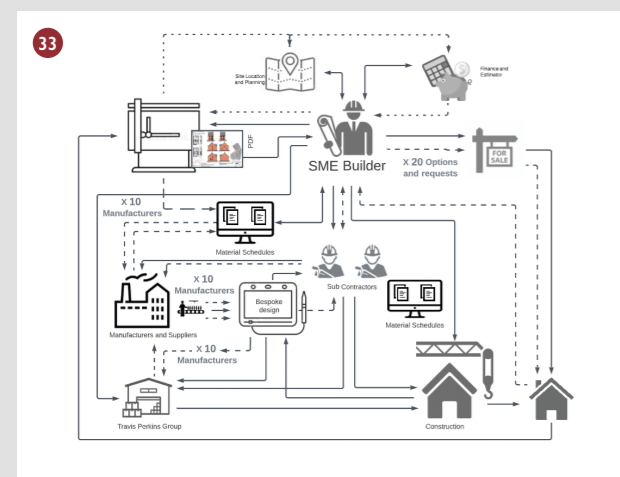 33
Site Location
and Planning
Finance and
Estimator
PDF
SME Builder
FOR
SALE
X 20 Options
and requests
X 10
Manufacturers
Material Schedules
X 10
Manufacturers
Bespoke
design
Sub Contractors
Material Schedules
Manufacturers and Suppliers
X 10
Manufacturers
Travis Perkins Group
Construction